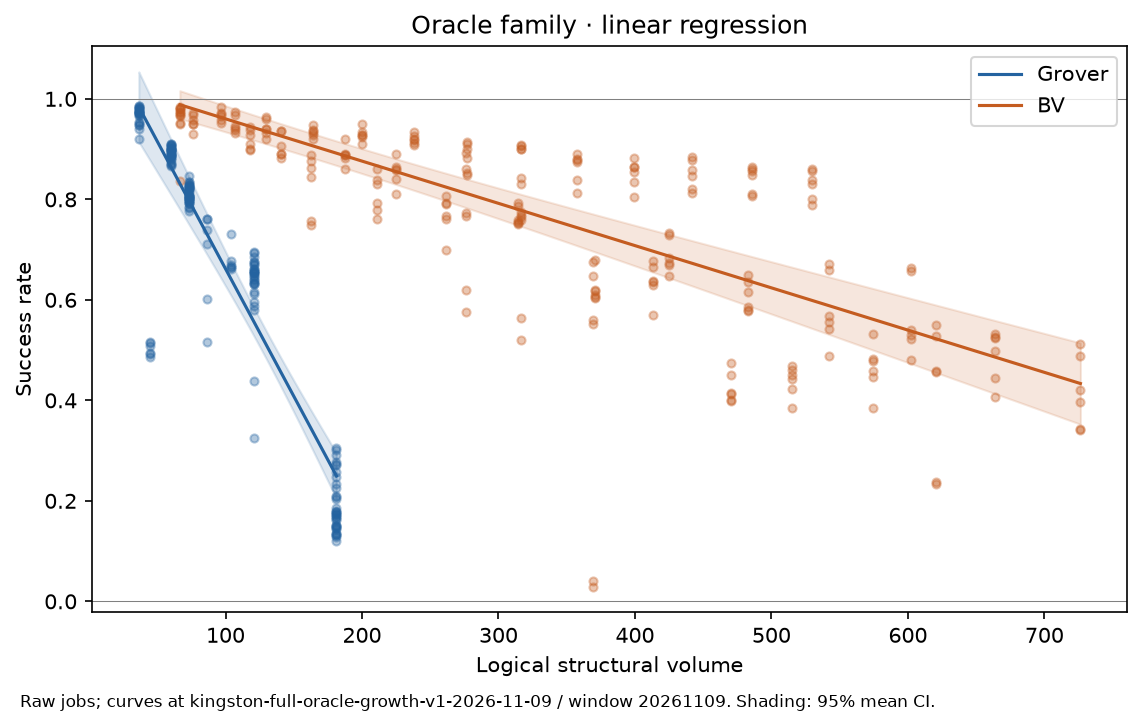 Oracle family · linear regression
Grover
BV
Success rate
1.0
0.8
0.6
0.4
0.2
0.0
100 200 300 400 500 600 700
Logical structural volume
Raw jobs; curves at kingston-full-oracle-growth-v1-2026-11-09 / window 20261109. Shading: 95% mean CI.